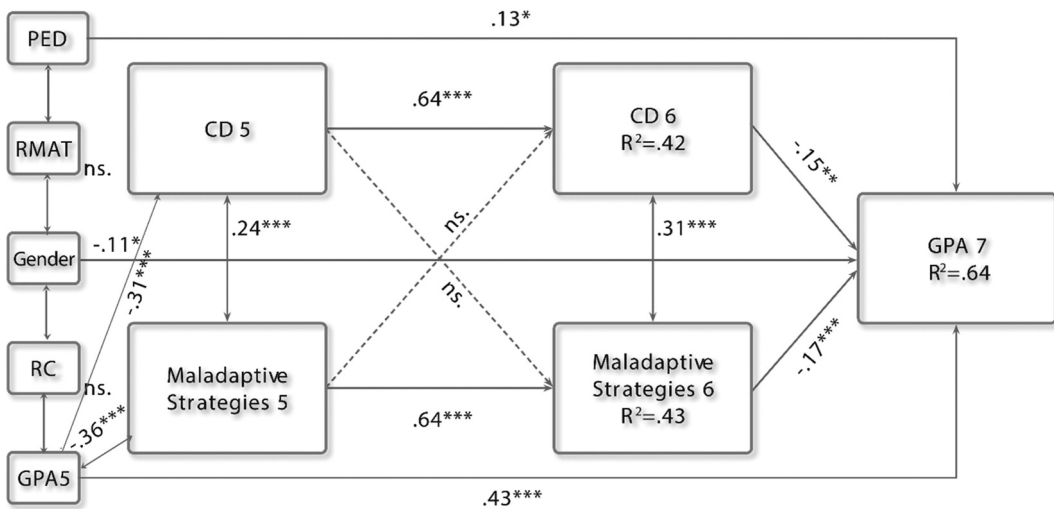 PED
.13*
CD 5
.64***
CD 6
R²=.42
RMAT
ns.
-.15**
Gender
-.11*
.24***
ns.
.31***
GPA 7
R²=.64
-.31***
ns.
RC
ns.
Maladaptive
Strategies 5
.64***
Maladaptive
Strategies 6
R²=.43
-.17***
-.36***
GPA5
.43***